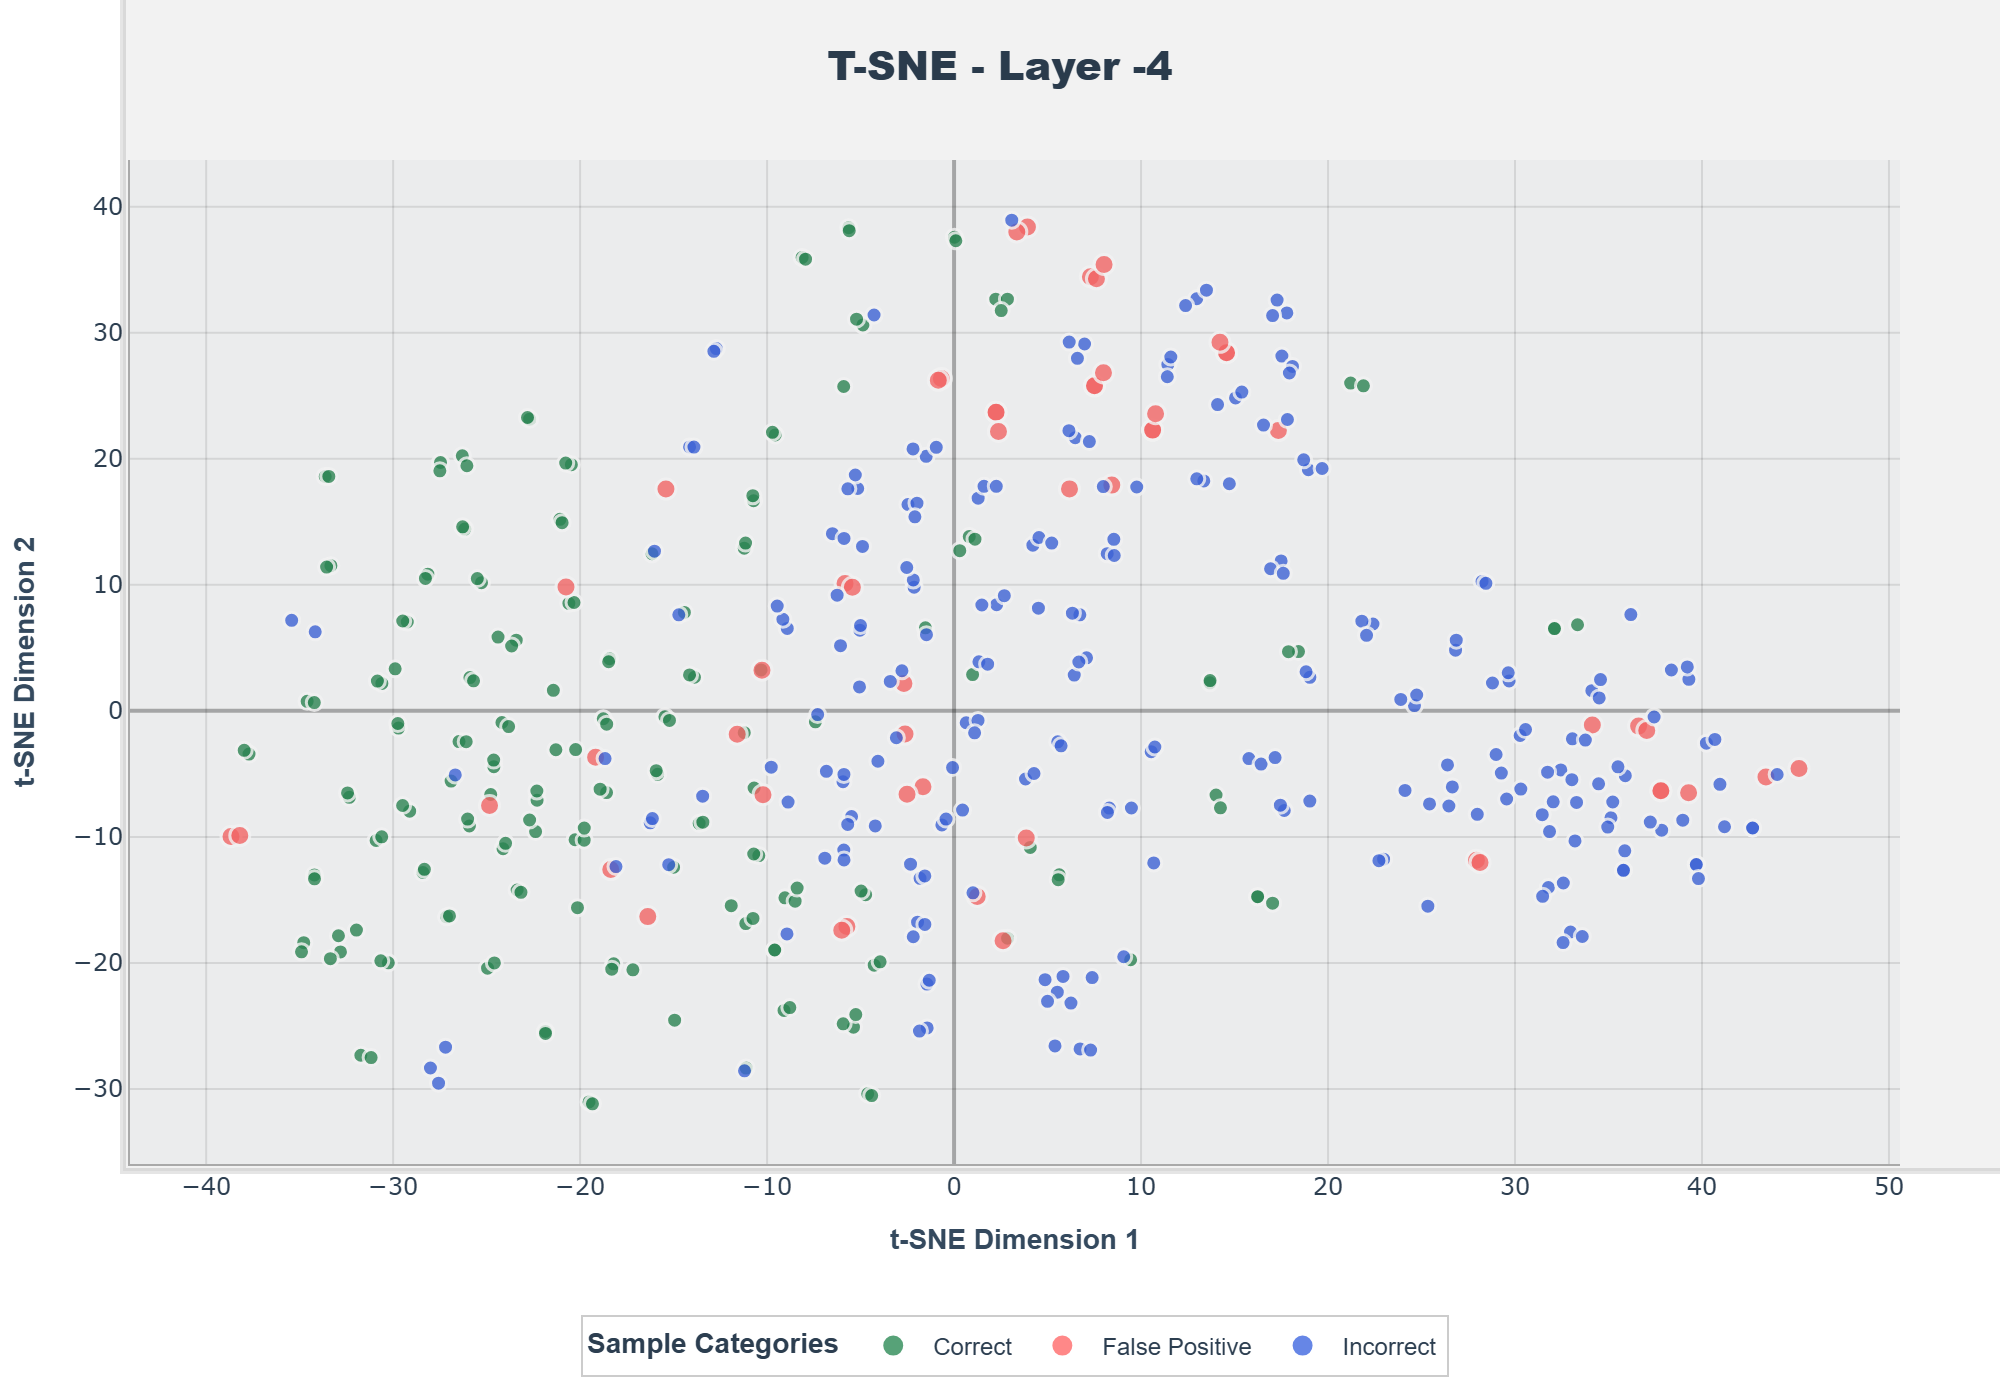 T-SNE - Layer -4
t-SNE Dimension 2
40
30
20
10
0
−10
−20
−30
−40
−30
−20
−10
0
10
20
30
40
50
t-SNE Dimension 1
Sample Categories
Correct
False Positive
Incorrect